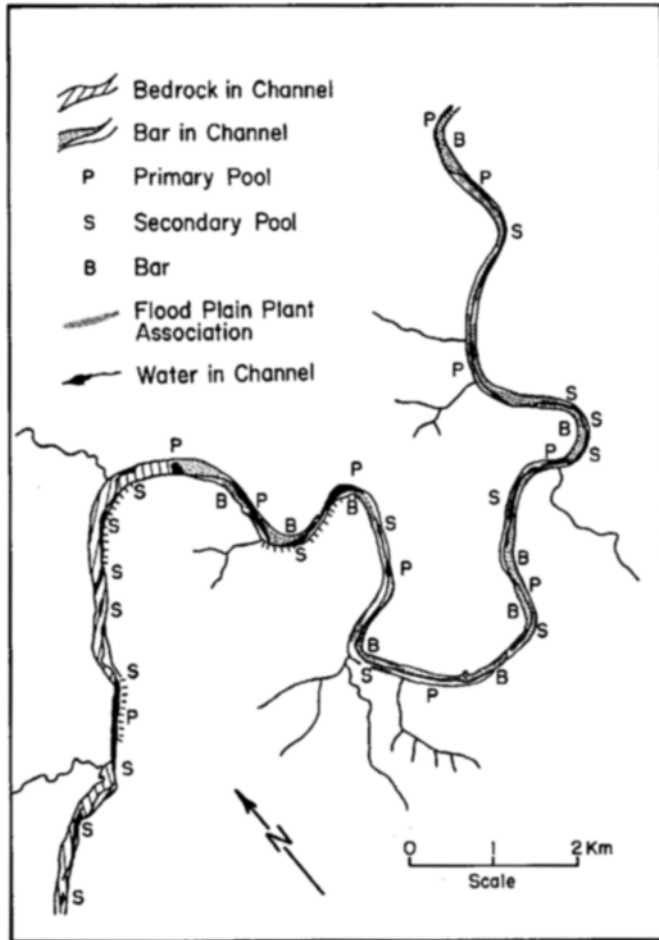 Bedrock in Channel
Bar in Channel
P Primary Pool
S Secondary Pool
B Bar
Flood Plain Plant
Association
Water in Channel
P
B
P
S
P
S
S
B
S
P
P
P
S
S
B
P
B
S
S
B
S
B
P
S
P
S
B
S
B
S
S
B
P
P
S
S
S
N
0 1 2 Km
Scale